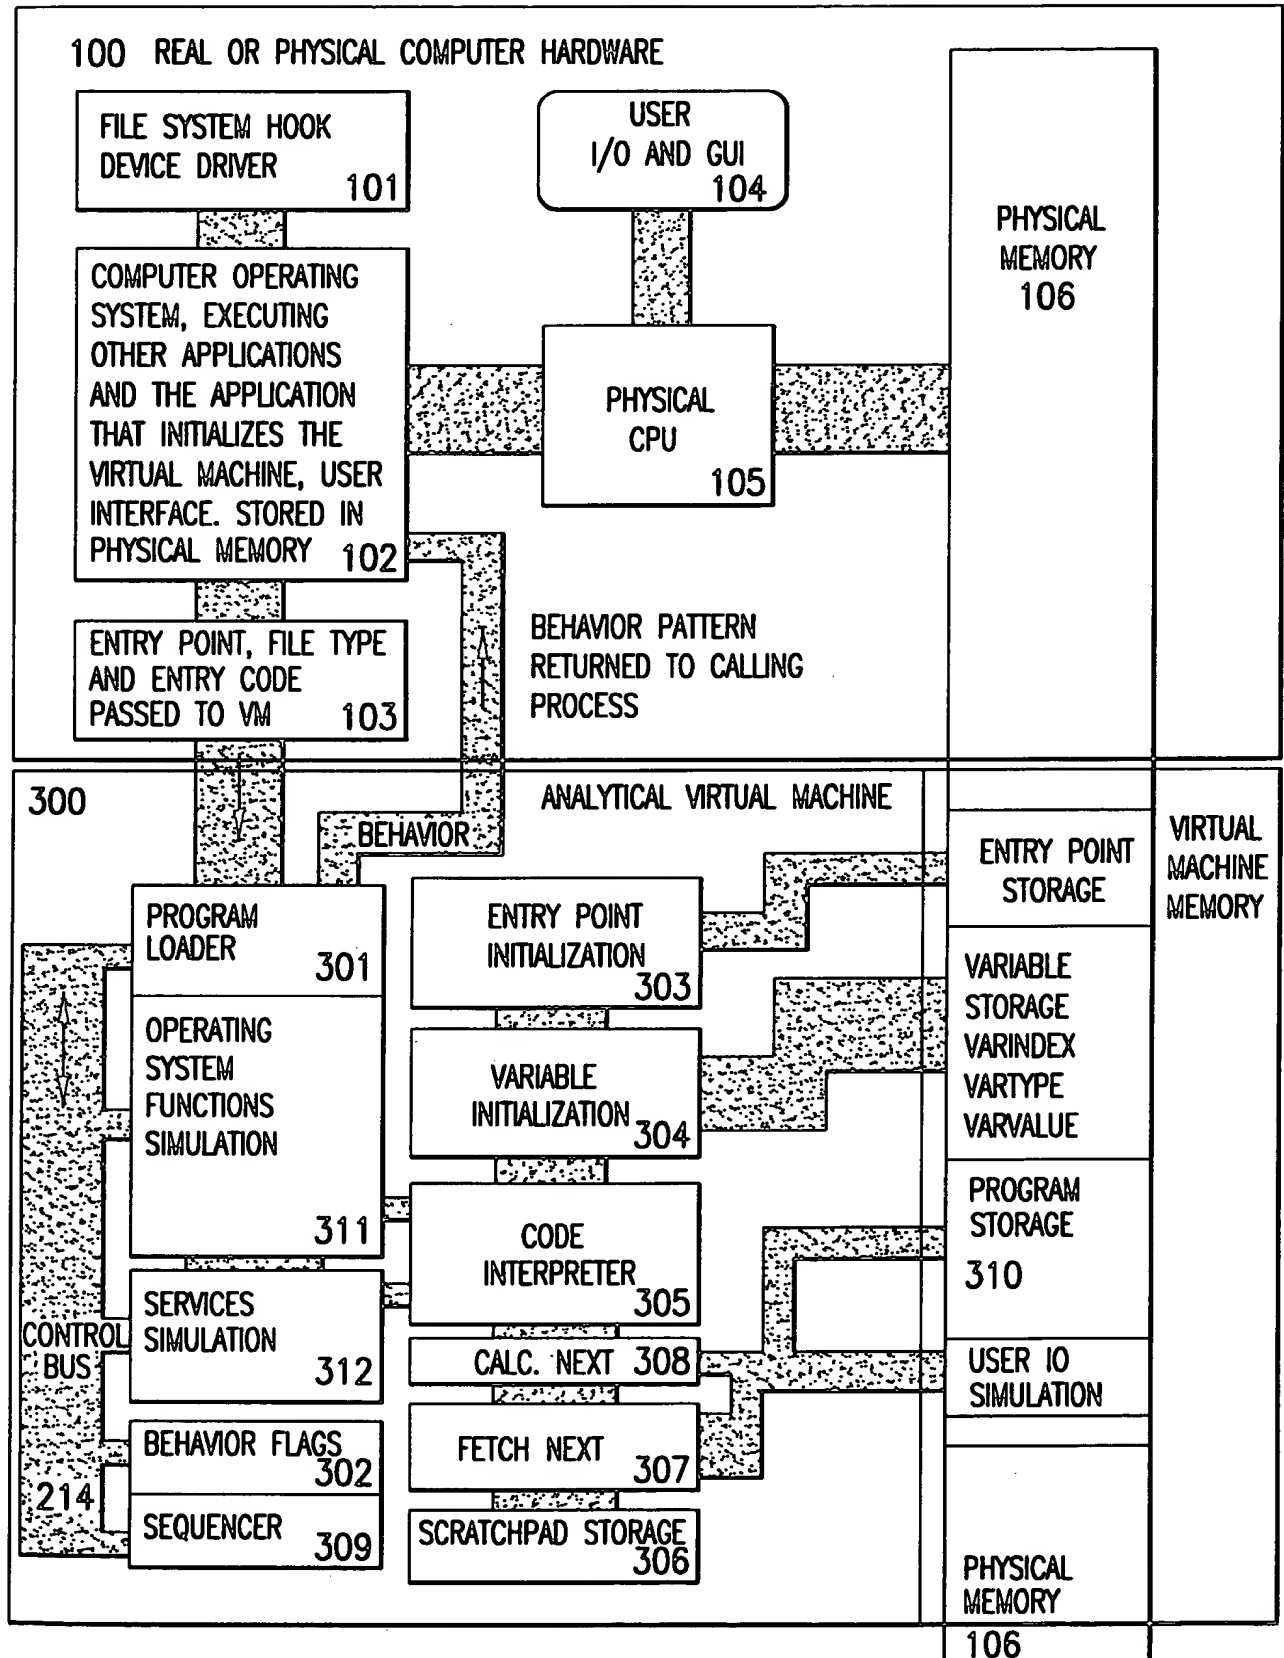 100 REAL OR PHYSICAL COMPUTER HARDWARE
FILE SYSTEM HOOK
DEVICE DRIVER
101
USER
I/O AND GUI
104
PHYSICAL
MEMORY
106
COMPUTER OPERATING
SYSTEM, EXECUTING
OTHER APPLICATIONS
AND THE APPLICATION
THAT INITIALIZES THE
VIRTUAL MACHINE, USER
INTERFACE. STORED IN
PHYSICAL MEMORY 102
PHYSICAL
CPU
105
ENTRY POINT, FILE TYPE
AND ENTRY CODE
PASSED TO VM 103
BEHAVIOR PATTERN
RETURNED TO CALLING
PROCESS
300
ANALYTICAL VIRTUAL MACHINE
BEHAVIOR
VIRTUAL
MACHINE
MEMORY
PROGRAM
LOADER
301
OPERATING
SYSTEM
FUNCTIONS
SIMULATION
311
SERVICES
SIMULATION
312
CONTROL
BUS
214
BEHAVIOR FLAGS
302
SEQUENCER
309
ENTRY POINT
INITIALIZATION
303
VARIABLE
INITIALIZATION
304
CODE
INTERPRETER
305
CALC. NEXT 308
FETCH NEXT
307
SCRATCHPAD STORAGE
306
ENTRY POINT
STORAGE
VARIABLE
STORAGE
VARINDEX
VARTYPE
VARVALUE
PROGRAM
STORAGE
310
USER IO
SIMULATION
PHYSICAL
MEMORY
106